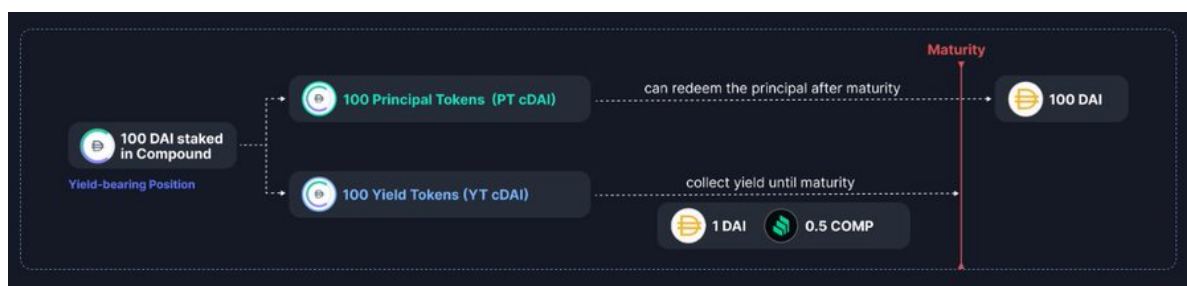 Maturity
100 Principal Tokens (PT cDAI)
can redeem the principal after maturity
100 DAI
100 DAI staked
in Compound
Yield-bearing Position
100 Yield Tokens (YT cDAI)
collect yield until maturity
1 DAI
0.5 COMP